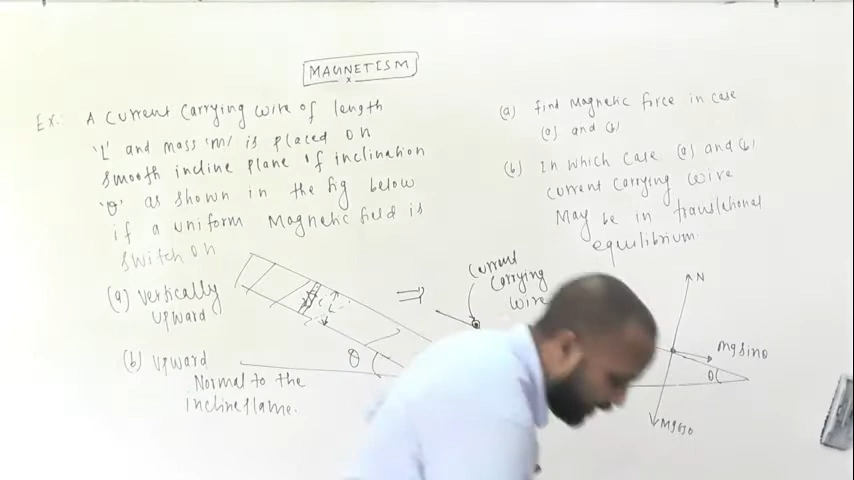 MAGNETISM
x
Ex:- A current carrying wire of length
'L' and mass 'm' is placed on
smooth incline plane of inclination
'θ' as shown in the fig below
if a uniform Magnetic field is
switch on
(a) vertically
upward
(b) upward
Normal to the
incline plane.
θ
L
⇒
current
carrying
wire
(a) find Magnetic force in case
(a) and (b)
(b) In which case (a) and (b)
current carrying wire
May be in translational
equilibrium.
N
mg sinθ
θ